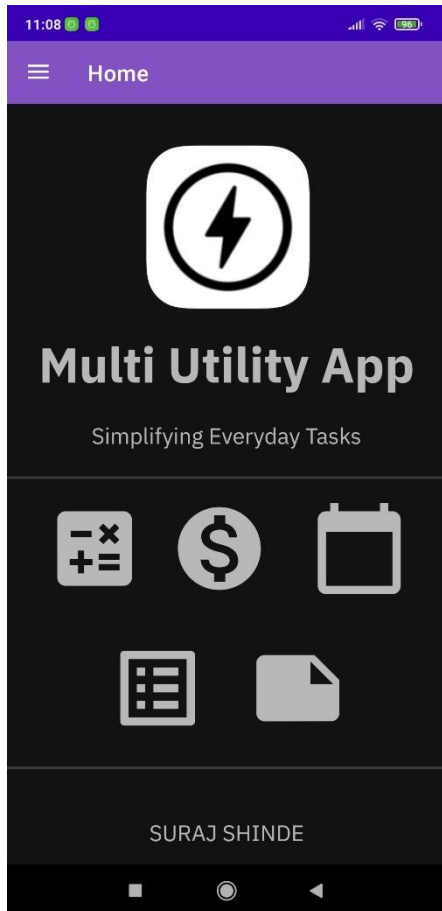 11:08
96
Home
Multi Utility App
Simplifying Everyday Tasks
SURAJ SHINDE